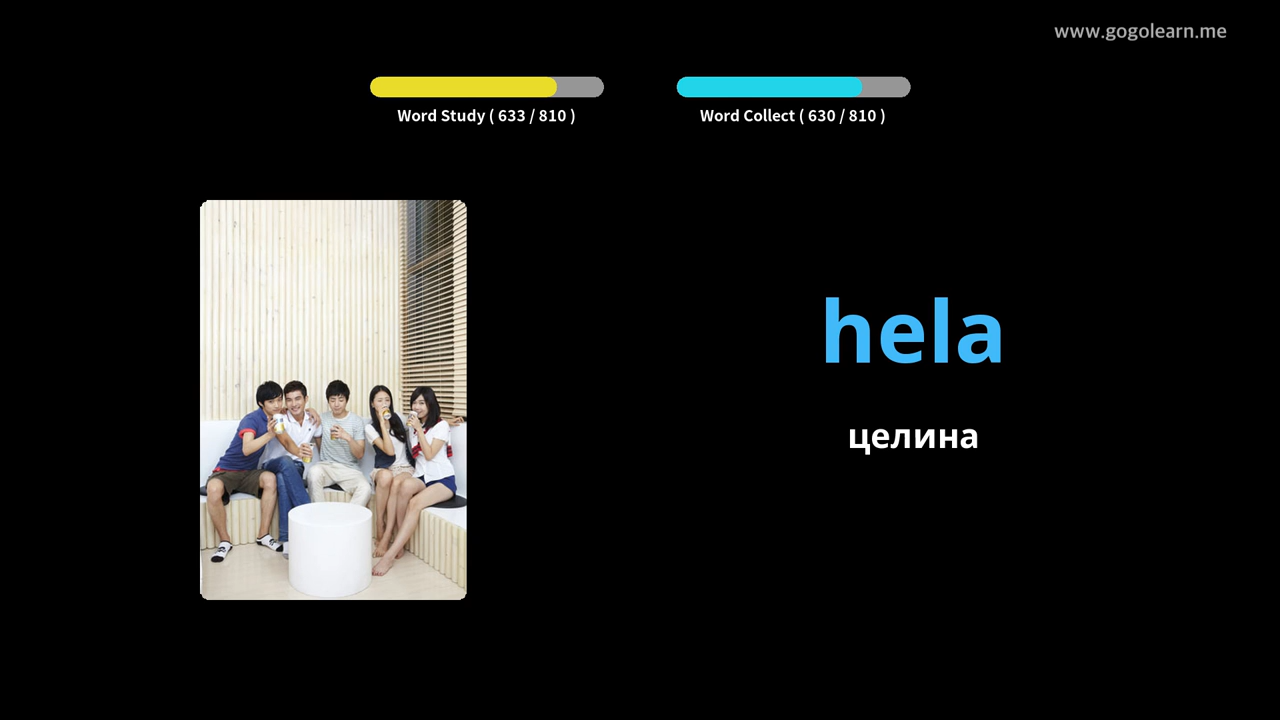 www.gogolearn.me
Word Study ( 633 / 810 )
Word Collect ( 630 / 810 )
hela
целина